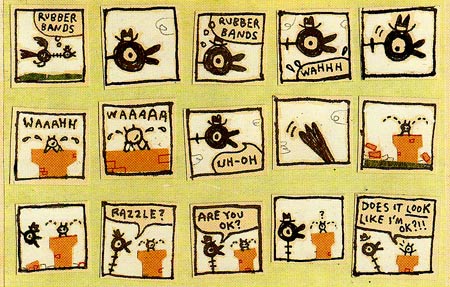 RUBBER
BANDS
RUBBER
BANDS
WAHHH
WAAAHH
WAAAAA
UH-OH
RAZZLE?
ARE YOU
OK?
?
DOES IT LOOK
LIKE I'M
OK?!!